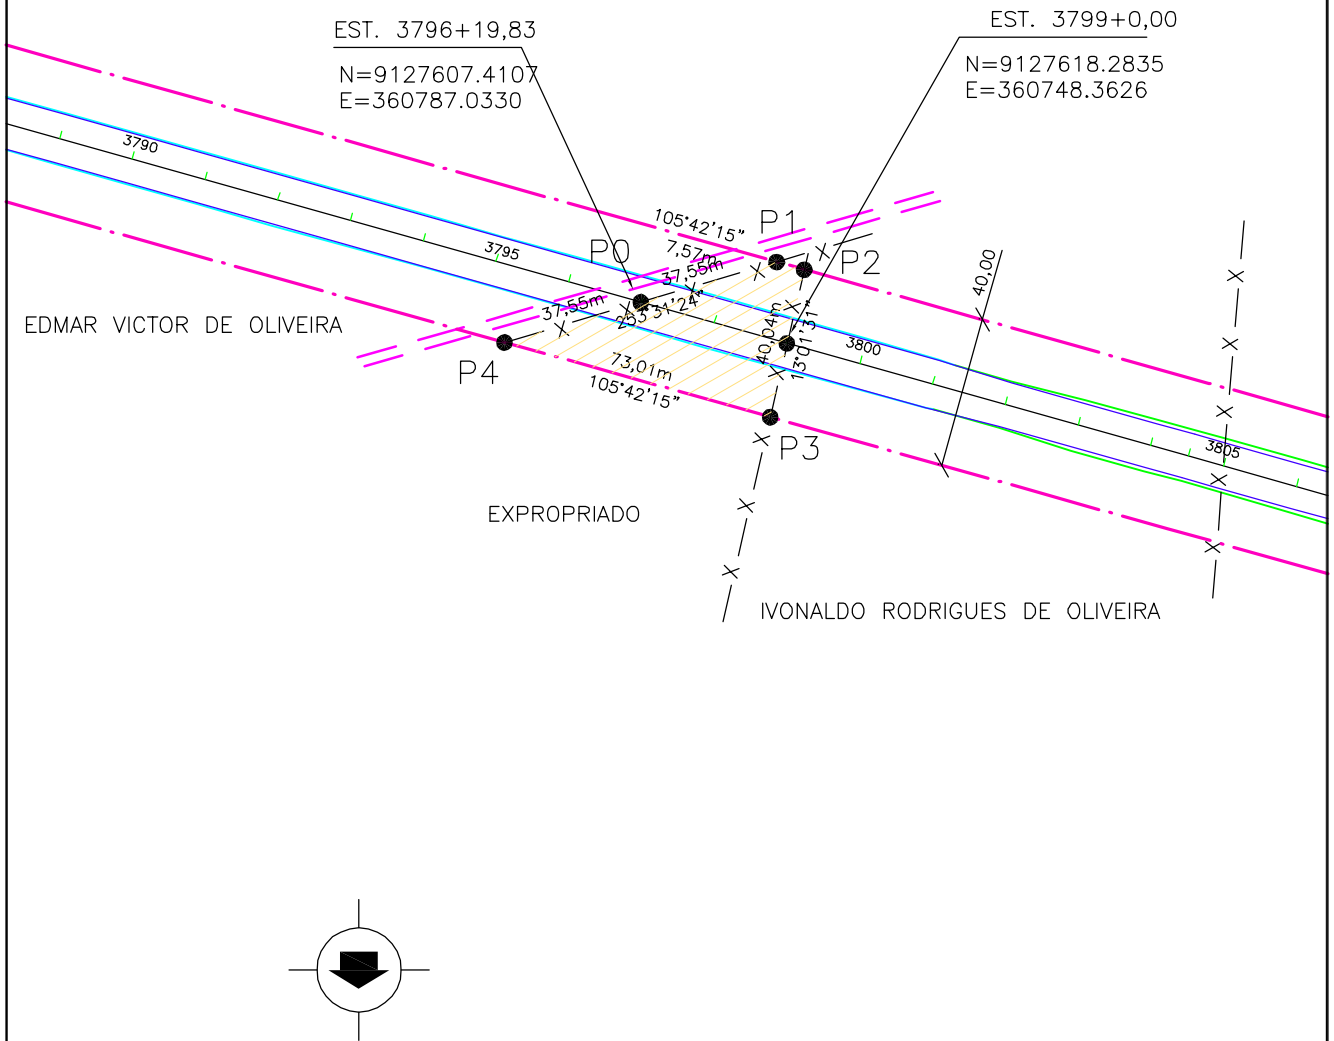 EST. 3796+19,83
N=9127607.4107
E=360787.0330
EST. 3799+0,00
N=9127618.2835
E=360748.3626
3790
3795
105°42'15"
7,57m
P1
P0
P2
37,55m
37,55m
253°31'24"
40,04m
13°01'31"
40,00
3800
3805
EDMAR VICTOR DE OLIVEIRA
P4
73,01m
105°42'15"
P3
EXPROPRIADO
IVONALDO RODRIGUES DE OLIVEIRA